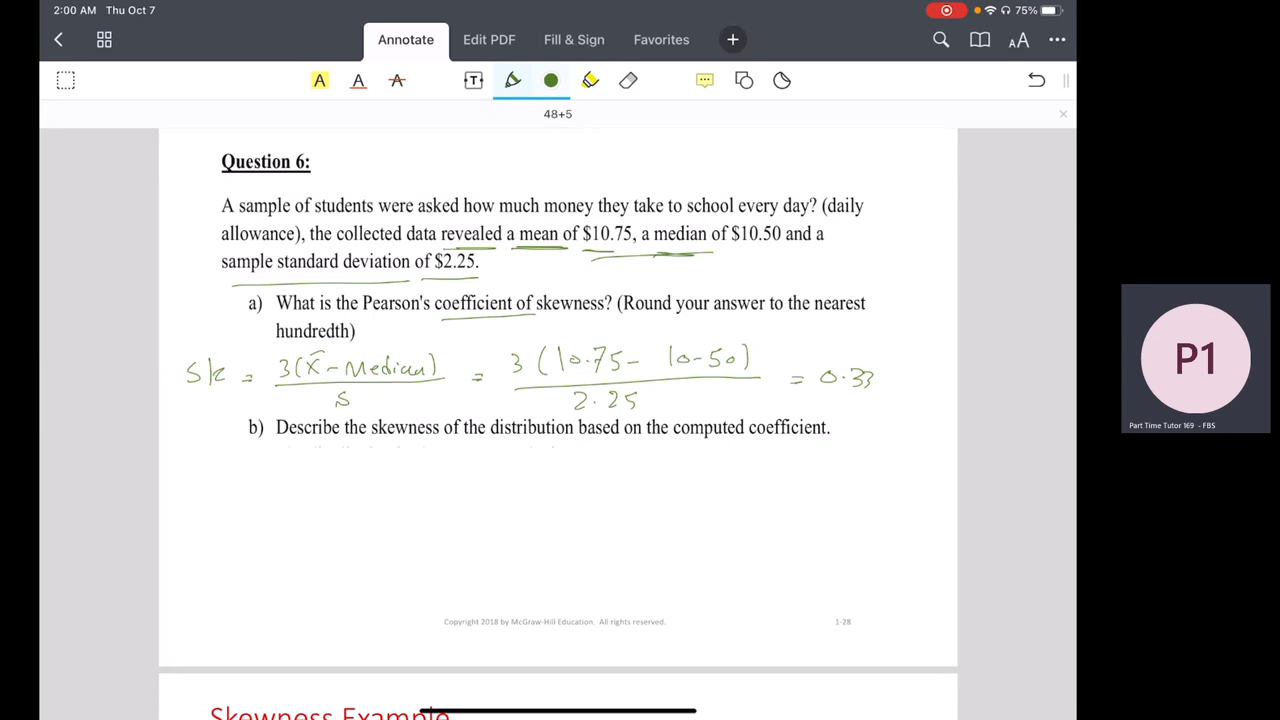 2:00 AM Thu Oct 7
75%
Annotate
Edit PDF
Fill & Sign
Favorites
AA
A A A T
48+5
Question 6:
A sample of students were asked how much money they take to school every day? (daily
allowance), the collected data revealed a mean of $10.75, a median of $10.50 and a
sample standard deviation of $2.25.
a) What is the Pearson's coefficient of skewness? (Round your answer to the nearest
hundredth)
Sk = 3(x̄ - Median) / S = 3 (10.75 - 10.50) / 2.25 = 0.33
b) Describe the skewness of the distribution based on the computed coefficient.
Copyright 2018 by McGraw-Hill Education. All rights reserved.
1-28
Skewness Example
P1
Part Time Tutor 169 - FBS